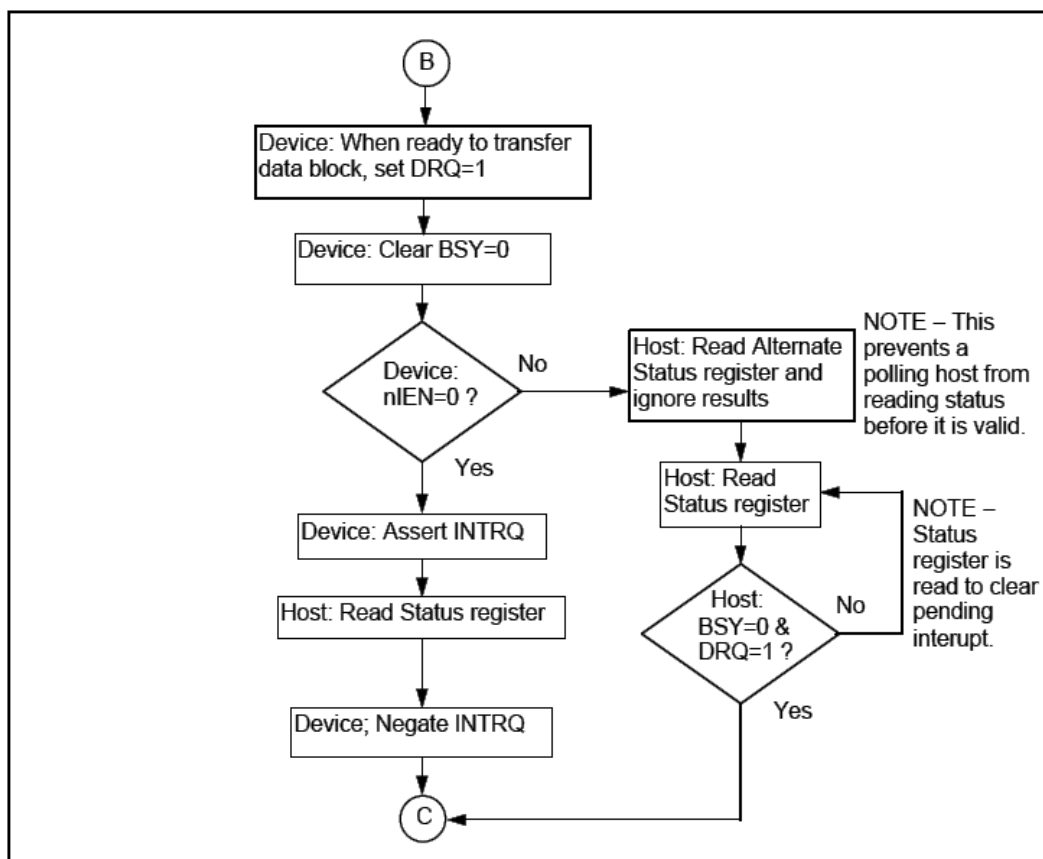 B
Device: When ready to transfer
data block, set DRQ=1
Device: Clear BSY=0
Device:
nIEN=0 ?
No
Yes
Host: Read Alternate
Status register and
ignore results
NOTE – This
prevents a
polling host from
reading status
before it is valid.
Host: Read
Status register
NOTE –
Status
register is
read to clear
pending
interupt.
Host:
BSY=0 &
DRQ=1 ?
No
Yes
Device: Assert INTRQ
Host: Read Status register
Device; Negate INTRQ
C